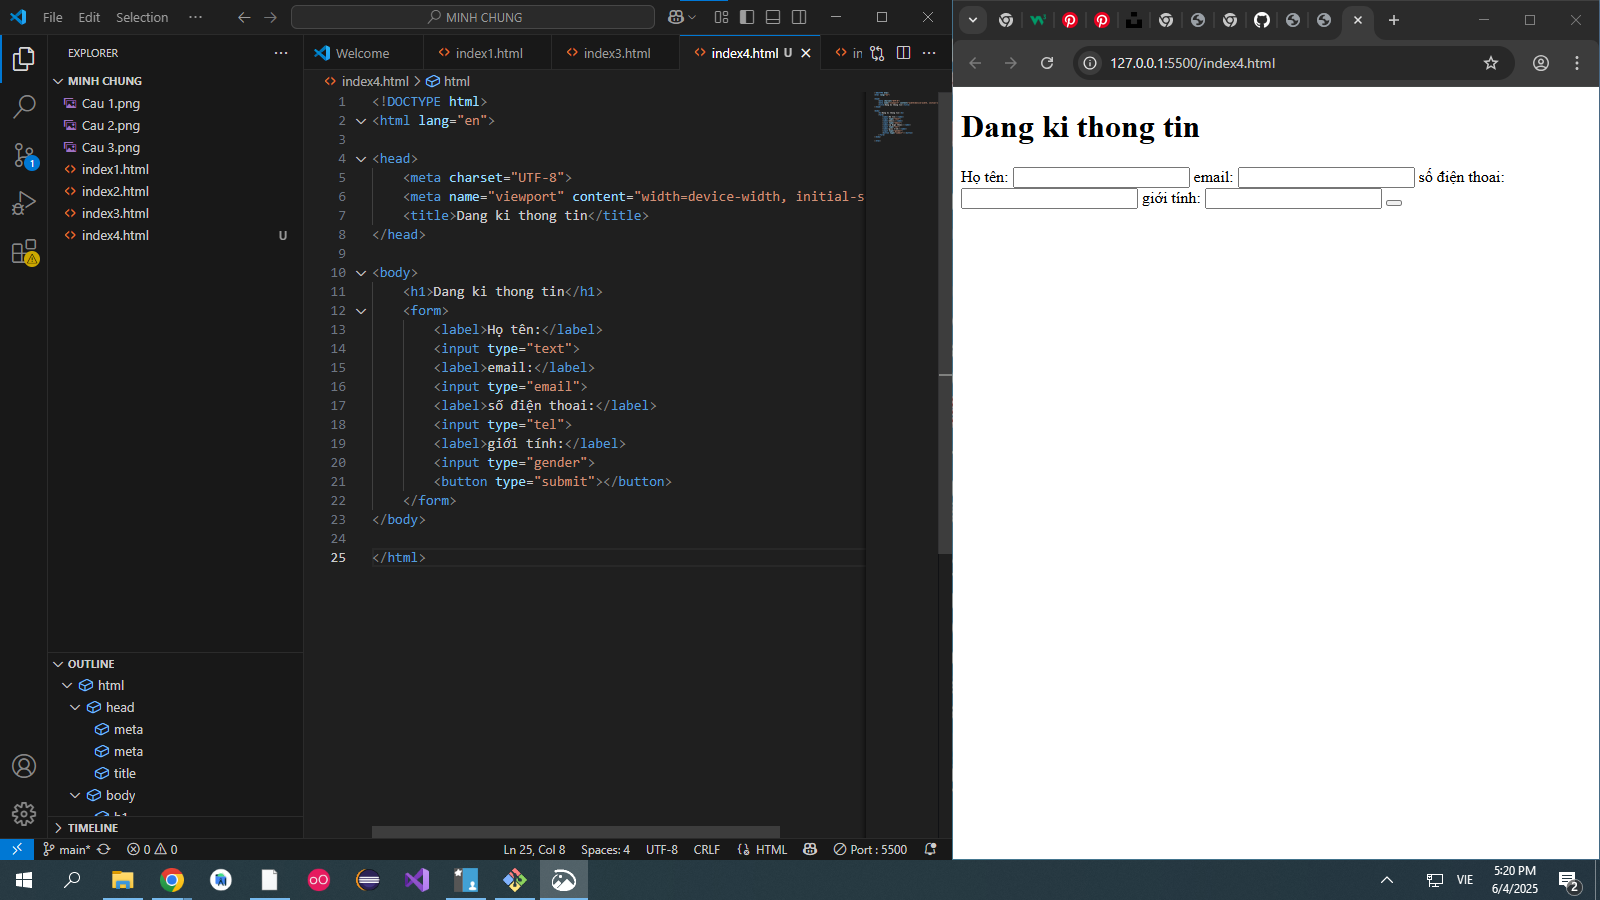 File Edit Selection ··· MINH CHUNG
EXPLORER ···
MINH CHUNG
Cau 1.png
Cau 2.png
Cau 3.png
index1.html
index2.html
index3.html
index4.html U
1
OUTLINE
html
head
meta
meta
title
body
h1
TIMELINE
Welcome index1.html index3.html index4.html U in ···
index4.html > html
1 <!DOCTYPE html>
2 <html lang="en">
3
4 <head>
5 <meta charset="UTF-8">
6 <meta name="viewport" content="width=device-width, initial-s
7 <title>Dang ki thong tin</title>
8 </head>
9
10 <body>
11 <h1>Dang ki thong tin</h1>
12 <form>
13 <label>Họ tên:</label>
14 <input type="text">
15 <label>email:</label>
16 <input type="email">
17 <label>số điện thoai:</label>
18 <input type="tel">
19 <label>giới tính:</label>
20 <input type="gender">
21 <button type="submit"></button>
22 </form>
23 </body>
24
25 </html>
main* 0 0 Ln 25, Col 8 Spaces: 4 UTF-8 CRLF HTML Port : 5500
127.0.0.1:5500/index4.html
Dang ki thong tin
Họ tên: email: số điện thoai:
giới tính:
VIE
5:20 PM
6/4/2025
2